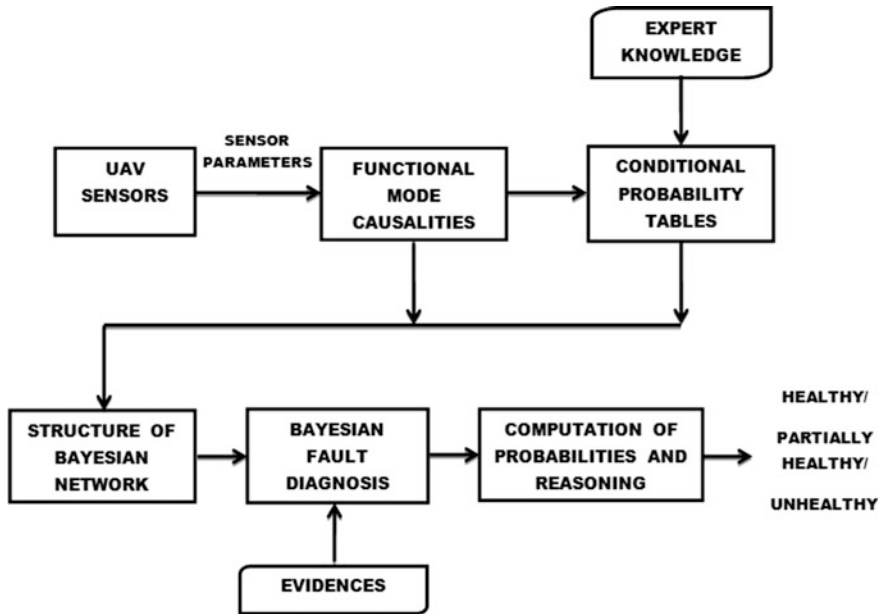 EXPERT
KNOWLEDGE
SENSOR
PARAMETERS
UAV
SENSORS
FUNCTIONAL
MODE
CAUSALITIES
CONDITIONAL
PROBABILITY
TABLES
STRUCTURE OF
BAYESIAN
NETWORK
BAYESIAN
FAULT
DIAGNOSIS
COMPUTATION OF
PROBABILITIES AND
REASONING
HEALTHY/
PARTIALLY
HEALTHY/
UNHEALTHY
EVIDENCES